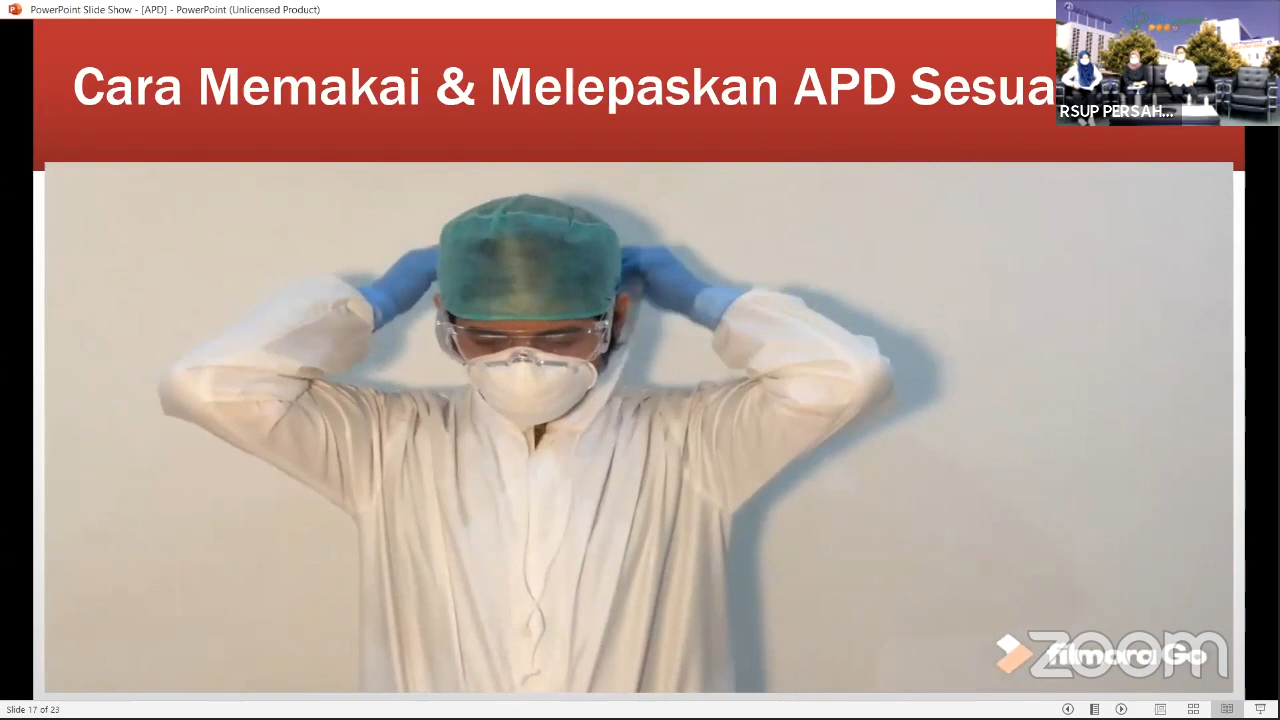 PowerPoint Slide Show - [APD] - PowerPoint (Unlicensed Product)
Cara Memakai & Melepaskan APD Sesua
RSUP PERSAH...
filmora Go
zoom
Slide 17 of 23